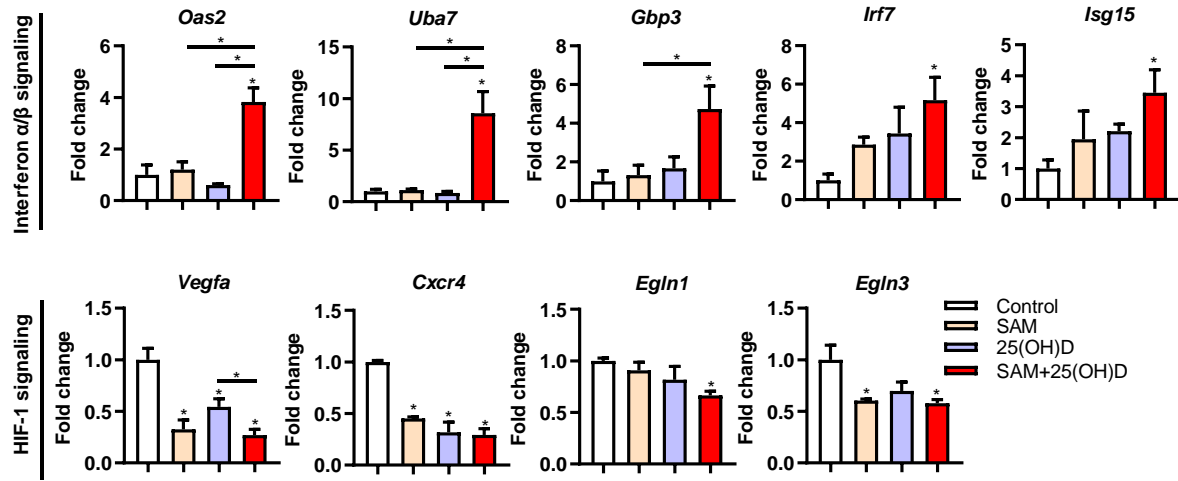 Interferon α/β signaling
Oas2
Fold change
6
4
2
0
*
*
*
Uba7
Fold change
15
10
5
0
*
*
*
Gbp3
Fold change
8
6
4
2
0
*
*
Irf7
Fold change
8
6
4
2
0
*
Isg15
Fold change
5
4
3
2
1
0
*
HIF-1 signaling
Vegfa
Fold change
1.5
1.0
0.5
0.0
*
*
*
*
Cxcr4
Fold change
1.5
1.0
0.5
0.0
*
*
*
Egln1
Fold change
1.5
1.0
0.5
0.0
*
Egln3
Fold change
1.5
1.0
0.5
0.0
*
*
Control
SAM
25(OH)D
SAM+25(OH)D